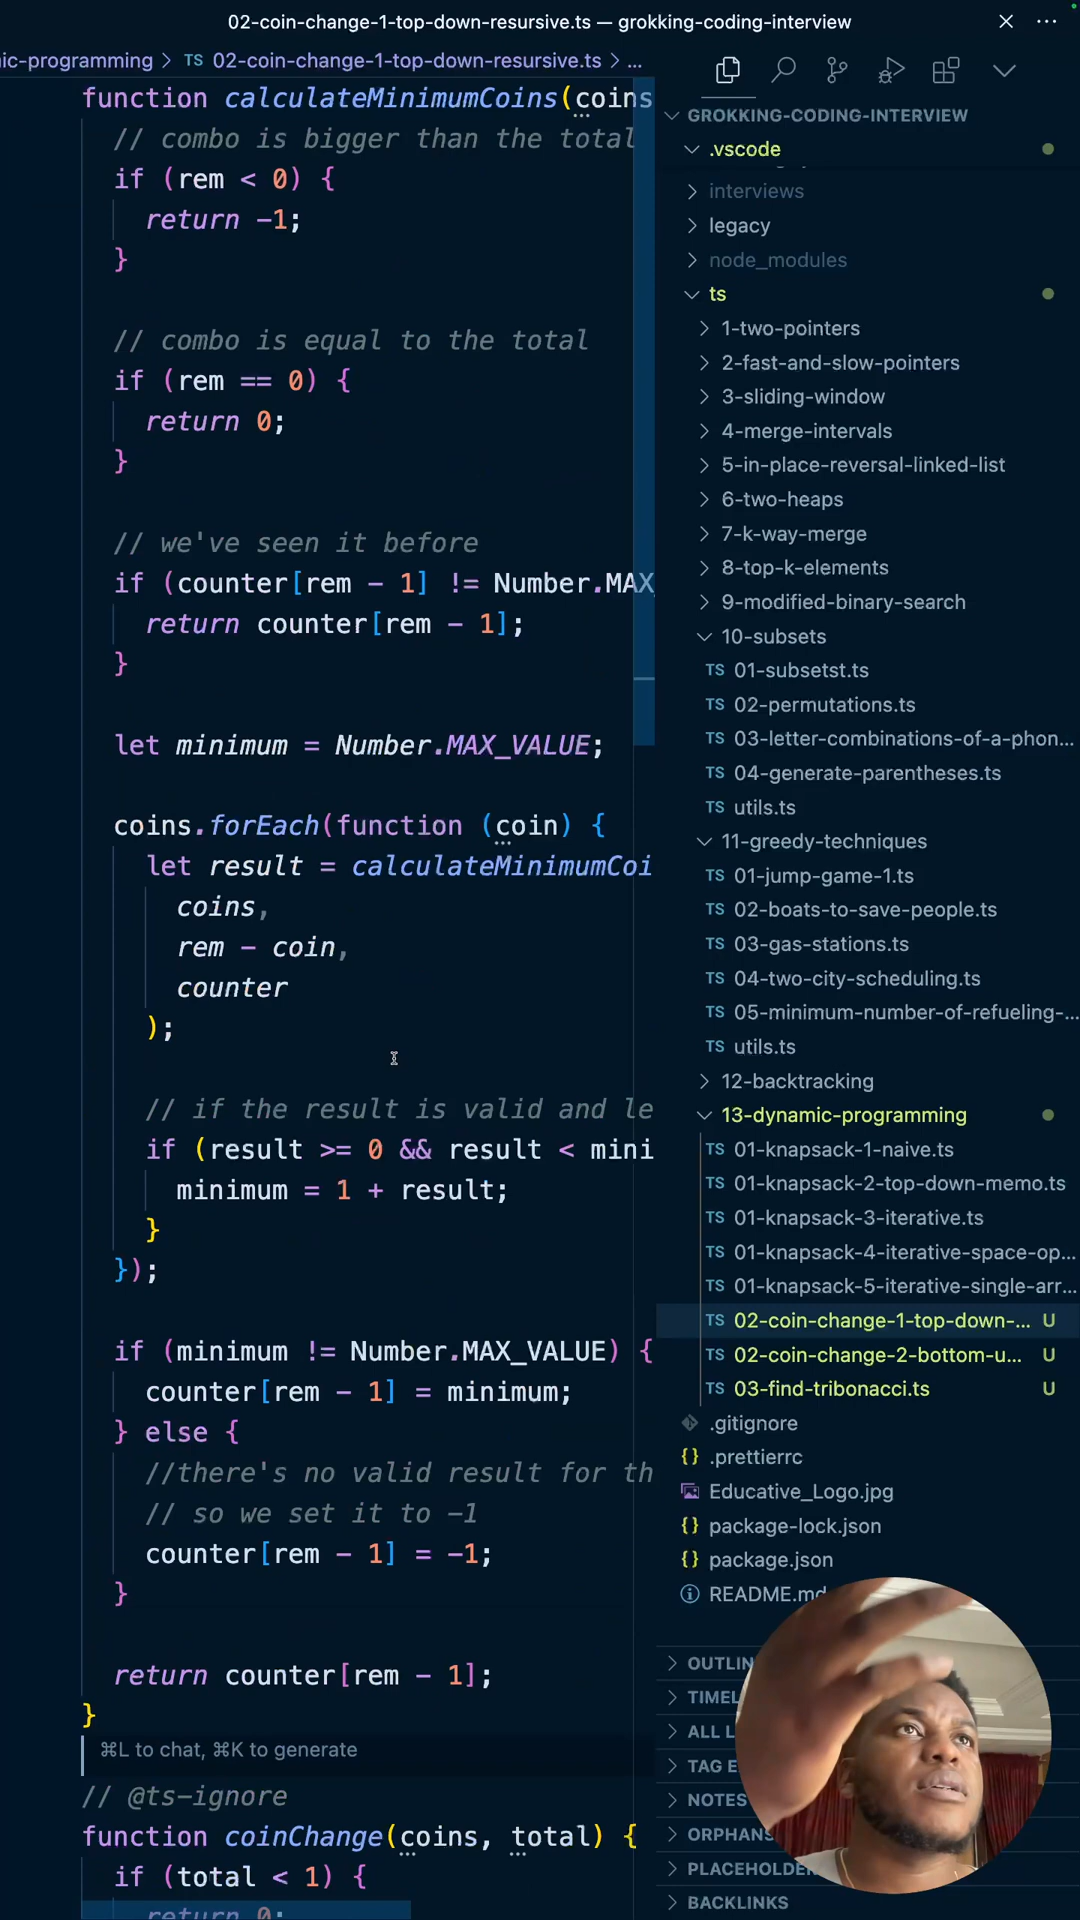 02-coin-change-1-top-down-resursive.ts — grokking-coding-interview
ic-programming > TS 02-coin-change-1-top-down-resursive.ts > ...
function calculateMinimumCoins(coins
// combo is bigger than the total
if (rem < 0) {
return -1;
}
// combo is equal to the total
if (rem == 0) {
return 0;
}
// we've seen it before
if (counter[rem - 1] != Number.MAX
return counter[rem - 1];
}
let minimum = Number.MAX_VALUE;
coins.forEach(function (coin) {
let result = calculateMinimumCoi
coins,
rem - coin,
counter
);
// if the result is valid and le
if (result >= 0 && result < mini
minimum = 1 + result;
}
});
if (minimum != Number.MAX_VALUE) {
counter[rem - 1] = minimum;
} else {
//there's no valid result for th
// so we set it to -1
counter[rem - 1] = -1;
}
return counter[rem - 1];
}
⌘L to chat, ⌘K to generate
// @ts-ignore
function coinChange(coins, total) {
if (total < 1) {
return 0;
GROKKING-CODING-INTERVIEW
.vscode
interviews
legacy
node_modules
ts
1-two-pointers
2-fast-and-slow-pointers
3-sliding-window
4-merge-intervals
5-in-place-reversal-linked-list
6-two-heaps
7-k-way-merge
8-top-k-elements
9-modified-binary-search
10-subsets
TS 01-subsetst.ts
TS 02-permutations.ts
TS 03-letter-combinations-of-a-phon...
TS 04-generate-parentheses.ts
TS utils.ts
11-greedy-techniques
TS 01-jump-game-1.ts
TS 02-boats-to-save-people.ts
TS 03-gas-stations.ts
TS 04-two-city-scheduling.ts
TS 05-minimum-number-of-refueling-...
TS utils.ts
12-backtracking
13-dynamic-programming
TS 01-knapsack-1-naive.ts
TS 01-knapsack-2-top-down-memo.ts
TS 01-knapsack-3-iterative.ts
TS 01-knapsack-4-iterative-space-op...
TS 01-knapsack-5-iterative-single-arr...
TS 02-coin-change-1-top-down-... U
TS 02-coin-change-2-bottom-u... U
TS 03-find-tribonacci.ts U
.gitignore
{} .prettierrc
Educative_Logo.jpg
{} package-lock.json
{} package.json
README.md
OUTLIN
TIMEL
ALL L
TAG E
NOTES
ORPHANS
PLACEHOLDER
BACKLINKS